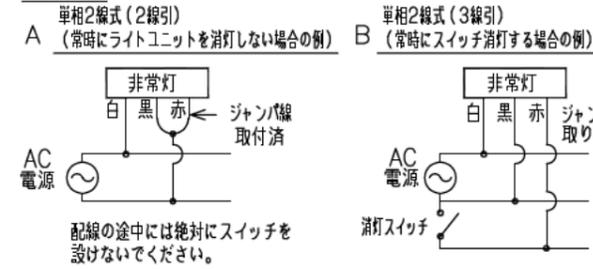 A 単相2線式(2線引)
(常時にライトユニットを消灯しない場合の例)
非常灯
白 黒 赤
ジャンパ線
取付済
AC
電源
配線の途中には絶対にスイッチを
設けないでください。
B 単相2線式(3線引)
(常時にスイッチ消灯する場合の例)
非常灯
白 黒 赤
ジャン
取り
AC
電源
消灯スイッチ